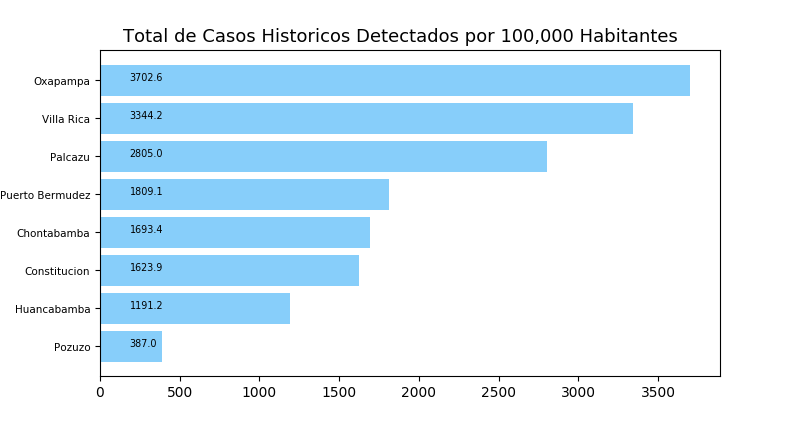 Total de Casos Historicos Detectados por 100,000 Habitantes
Oxapampa 3702.6
Villa Rica 3344.2
Palcazu 2805.0
Puerto Bermudez 1809.1
Chontabamba 1693.4
Constitucion 1623.9
Huancabamba 1191.2
Pozuzo 387.0
0 500 1000 1500 2000 2500 3000 3500